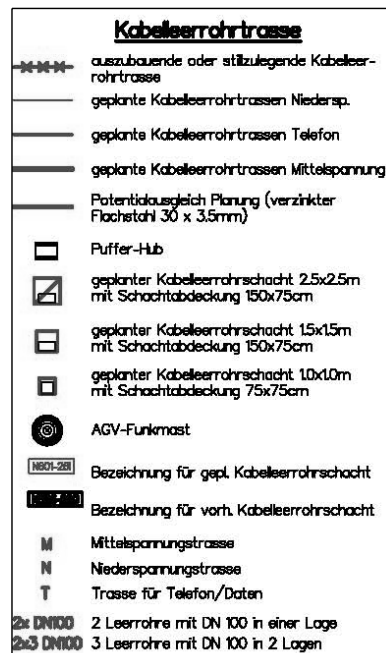 Kabelleerrohrtrasse
auszubauende oder stillzulegende Kabelleer-
rohrtrasse
geplante Kabelleerrohrtrassen Niedersp.
geplante Kabelleerrohrtrassen Telefon
geplante Kabelleerrohrtrassen Mittelspannung
Potentialausgleich Planung (verzinkter
Flachstahl 30 x 3.5mm)
Puffer-Hub
geplanter Kabelleerrohrschacht 2.5x2.5m
mit Schachtabdeckung 150x75cm
geplanter Kabelleerrohrschacht 1.5x1.5m
mit Schachtabdeckung 150x75cm
geplanter Kabelleerrohrschacht 1.0x1.0m
mit Schachtabdeckung 75x75cm
AGV-Funkmast
Bezeichnung für gepl. Kabelleerrohrschacht
Bezeichnung für vorh. Kabelleerrohrschacht
M Mittelspannungstrasse
N Niederspannungstrasse
T Trasse für Telefon/Daten
2x DN100 2 Leerrohre mit DN 100 in einer Lage
2x3 DN100 3 Leerrohre mit DN 100 in 2 Lagen